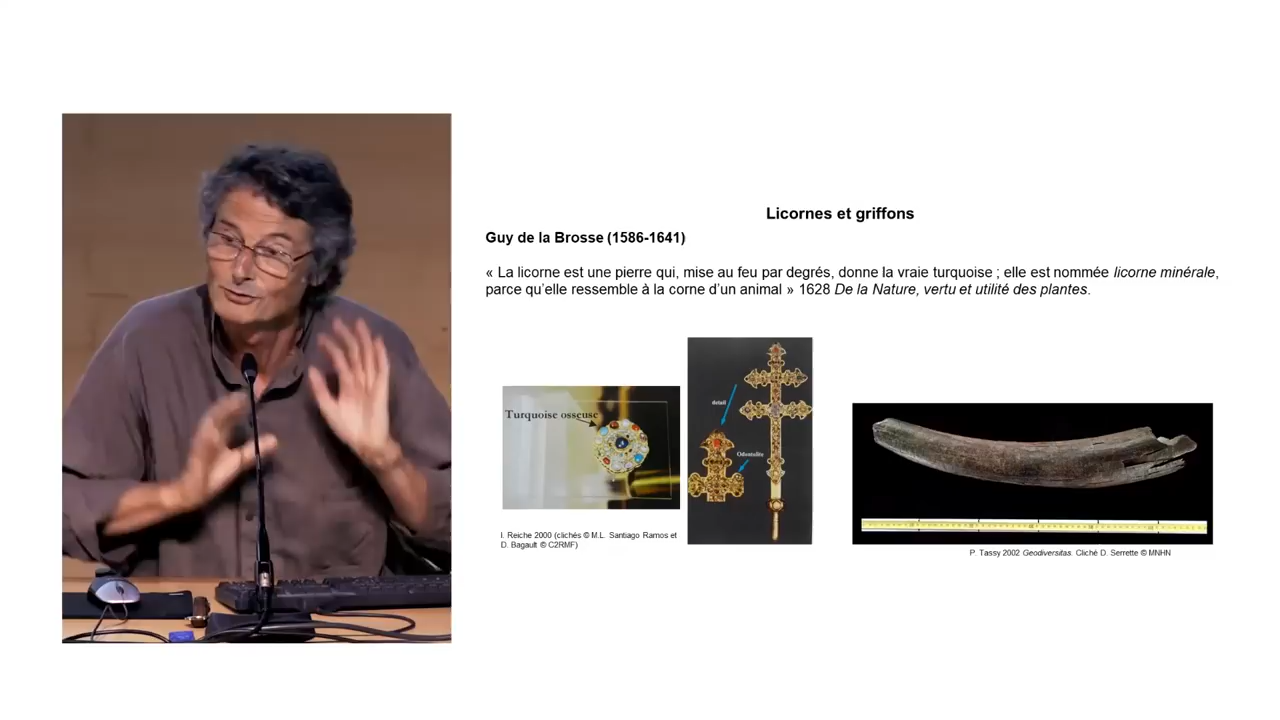 Licornes et griffons
Guy de la Brosse (1586-1641)
« La licorne est une pierre qui, mise au feu par degrés, donne la vraie turquoise ; elle est nommée licorne minérale,
parce qu’elle ressemble à la corne d’un animal » 1628 De la Nature, vertu et utilité des plantes.
Turquoise osseuse
detail
Odontolite
I. Reiche 2000 (clichés © M.L. Santiago Ramos et
D. Bagault © C2RMF)
P. Tassy 2002 Geodiversitas. Cliché D. Serrette © MNHN